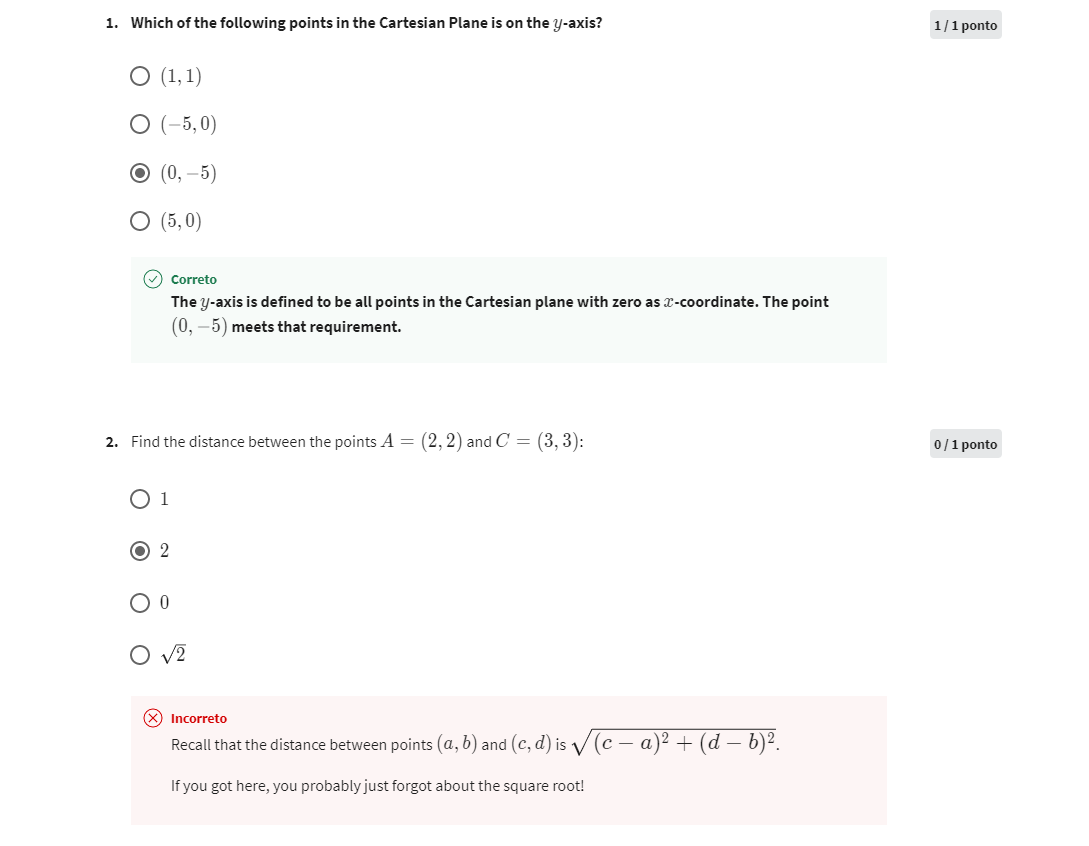 1. Which of the following points in the Cartesian Plane is on the y-axis?
1 / 1 ponto
(1, 1)
(−5, 0)
(0, −5)
(5, 0)
Correto
The y-axis is defined to be all points in the Cartesian plane with zero as x-coordinate. The point
(0, −5) meets that requirement.
2. Find the distance between the points A = (2, 2) and C = (3, 3):
0 / 1 ponto
1
2
0
√2
Incorreto
Recall that the distance between points (a, b) and (c, d) is √((c − a)² + (d − b)²).
If you got here, you probably just forgot about the square root!